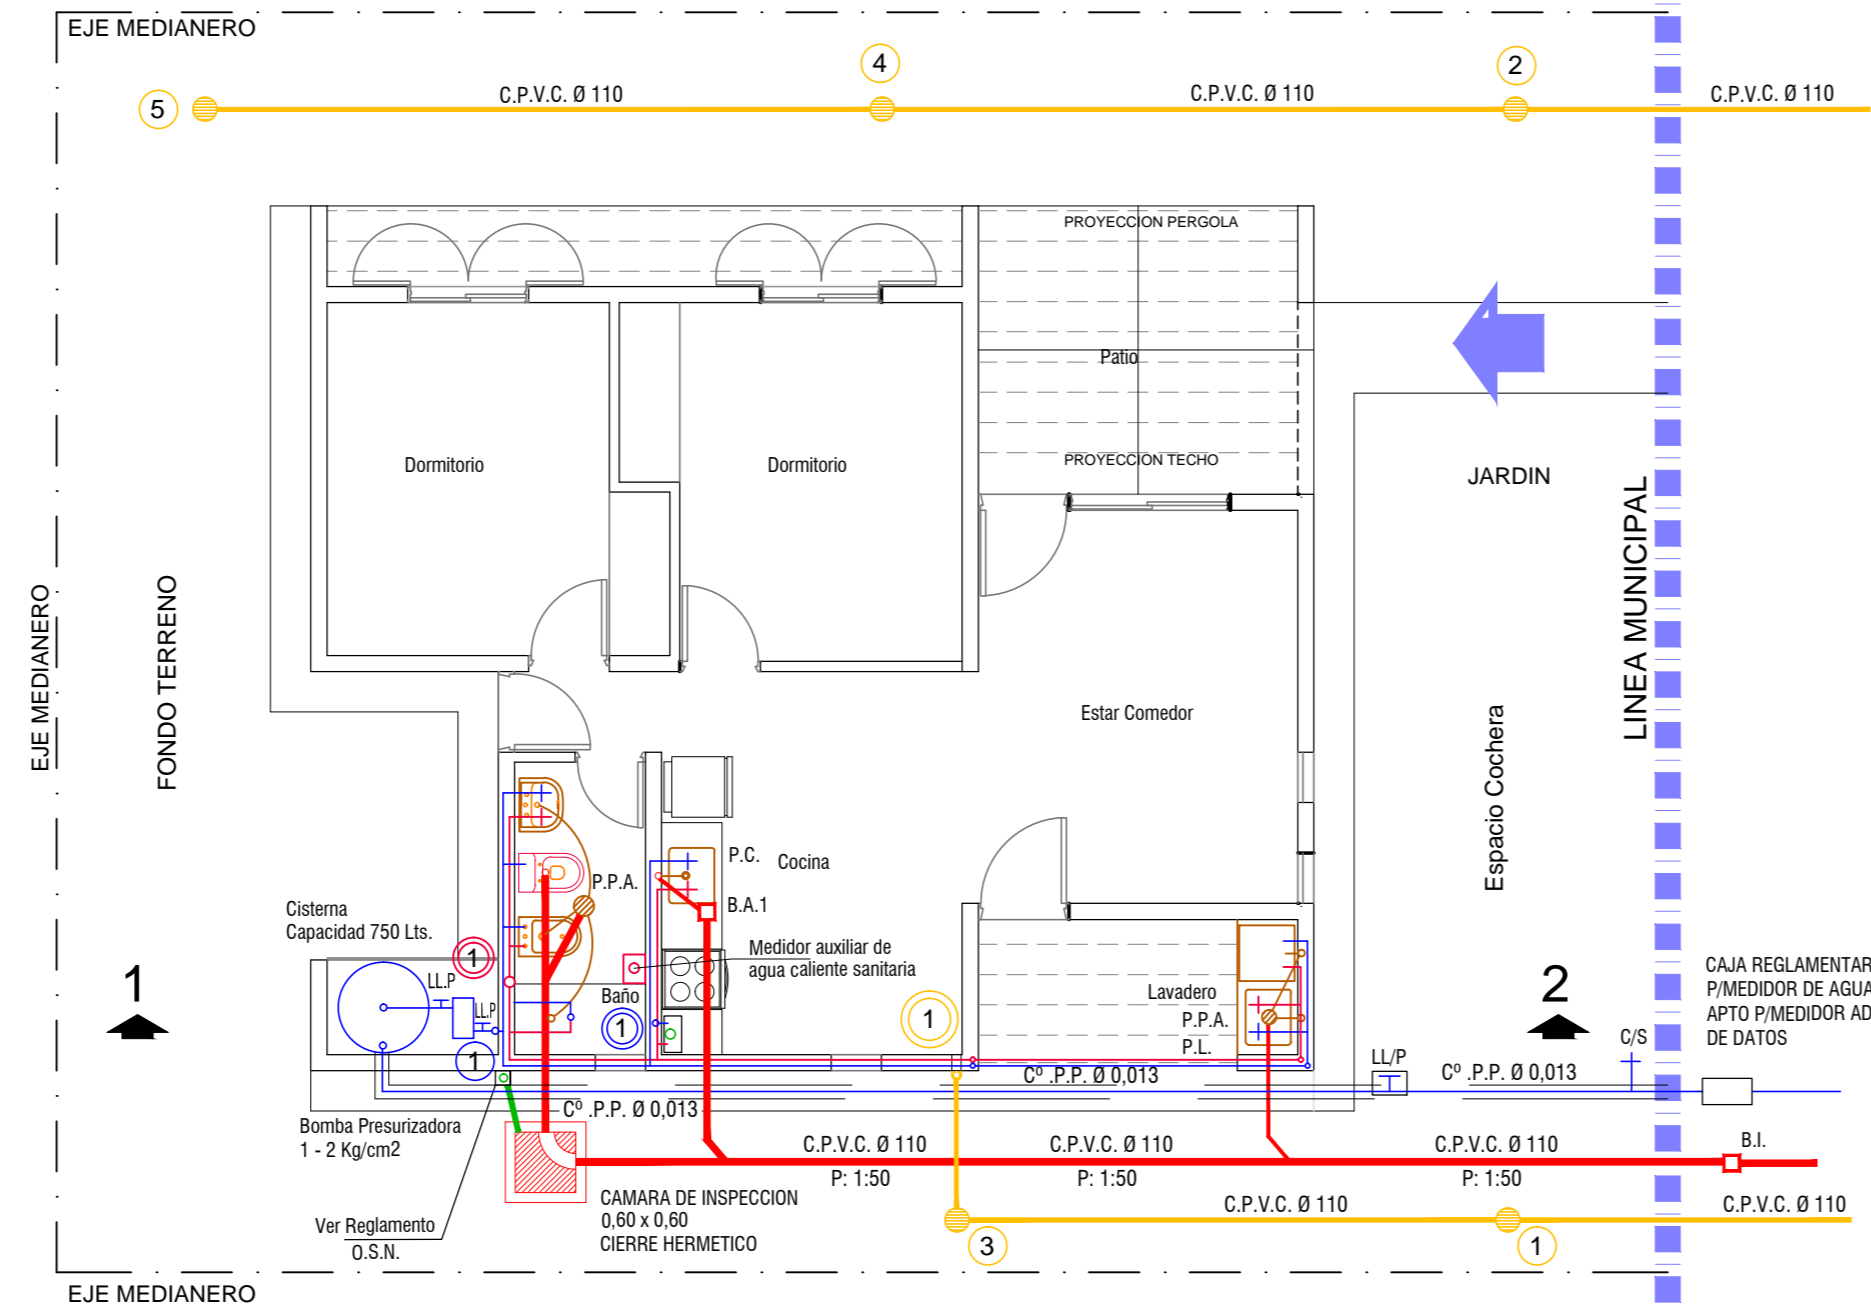 EJE MEDIANERO
4
2
5
C.P.V.C. Ø 110
C.P.V.C. Ø 110
C.P.V.C. Ø 110
PROYECCION PERGOLA
Patio
PROYECCION TECHO
Dormitorio
Dormitorio
JARDIN
LINEA MUNICIPAL
EJE MEDIANERO
FONDO TERRENO
Estar Comedor
Espacio Cochera
P.C.
Cocina
P.P.A.
B.A.1
Cisterna
Capacidad 750 Lts.
1
Medidor auxiliar de
agua caliente sanitaria
1
LL.P
LL.P
Baño
1
1
1
Lavadero
P.P.A.
P.L.
2
CAJA REGLAMENTAR
P/MEDIDOR DE AGUA
APTO P/MEDIDOR AD
DE DATOS
C/S
LL/P
Cº .P.P. Ø 0,013
Cº .P.P. Ø 0,013
Cº .P.P. Ø 0,013
Bomba Presurizadora
1 - 2 Kg/cm2
C.P.V.C. Ø 110
P: 1:50
C.P.V.C. Ø 110
P: 1:50
C.P.V.C. Ø 110
P: 1:50
B.I.
CAMARA DE INSPECCION
0,60 x 0,60
CIERRE HERMETICO
C.P.V.C. Ø 110
C.P.V.C. Ø 110
Ver Reglamento
O.S.N.
3
1
EJE MEDIANERO